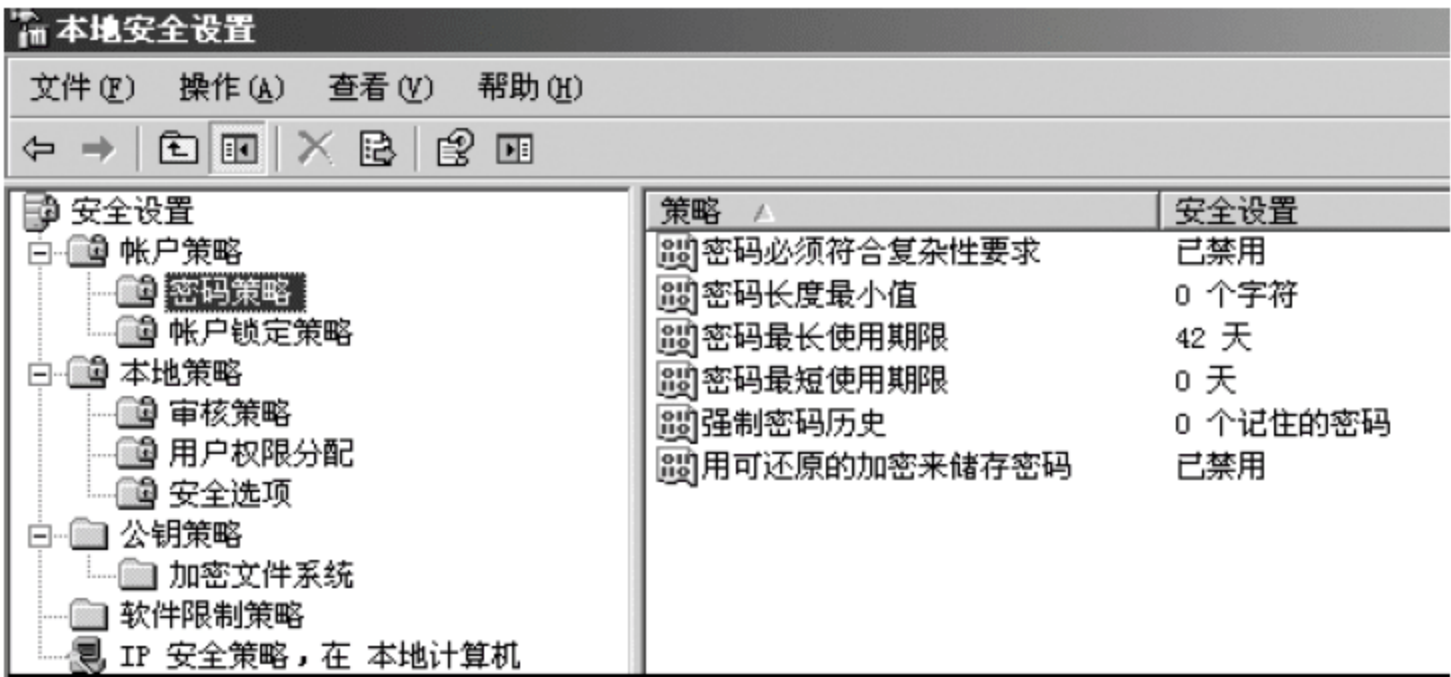 本地安全设置
文件(F) 操作(A) 查看(V) 帮助(H)
安全设置
帐户策略
密码策略
帐户锁定策略
本地策略
审核策略
用户权限分配
安全选项
公钥策略
加密文件系统
软件限制策略
IP 安全策略，在 本地计算机
策略 安全设置
密码必须符合复杂性要求 已禁用
密码长度最小值 0 个字符
密码最长使用期限 42 天
密码最短使用期限 0 天
强制密码历史 0 个记住的密码
用可还原的加密来储存密码 已禁用